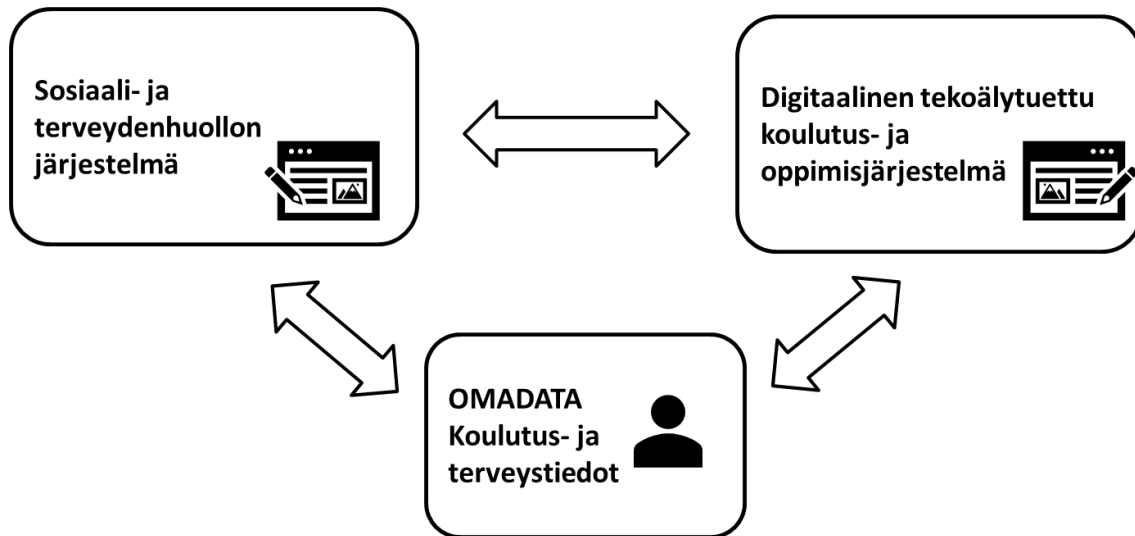 Sosiaali- ja
terveydenhuollon
järjestelmä
Digitaalinen tekoälytuettu
koulutus- ja
oppimisjärjestelmä
OMADATA
Koulutus- ja
terveystiedot